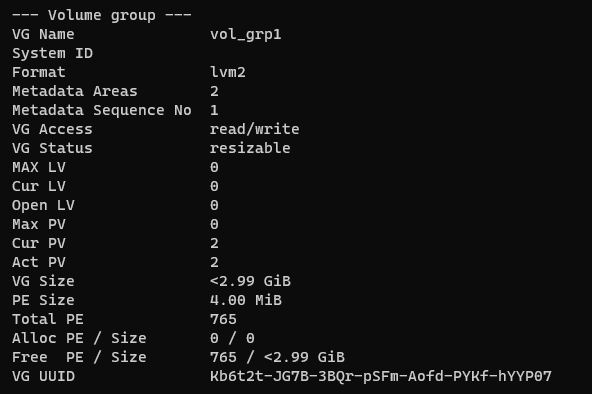 --- Volume group ---
VG Name               vol_grp1
System ID
Format                lvm2
Metadata Areas        2
Metadata Sequence No  1
VG Access             read/write
VG Status             resizable
MAX LV                0
Cur LV                0
Open LV               0
Max PV                0
Cur PV                2
Act PV                2
VG Size               <2.99 GiB
PE Size               4.00 MiB
Total PE              765
Alloc PE / Size       0 / 0
Free  PE / Size       765 / <2.99 GiB
VG UUID               Kb6t2t-JG7B-3BQr-pSFm-Aofd-PYKf-hYYP07